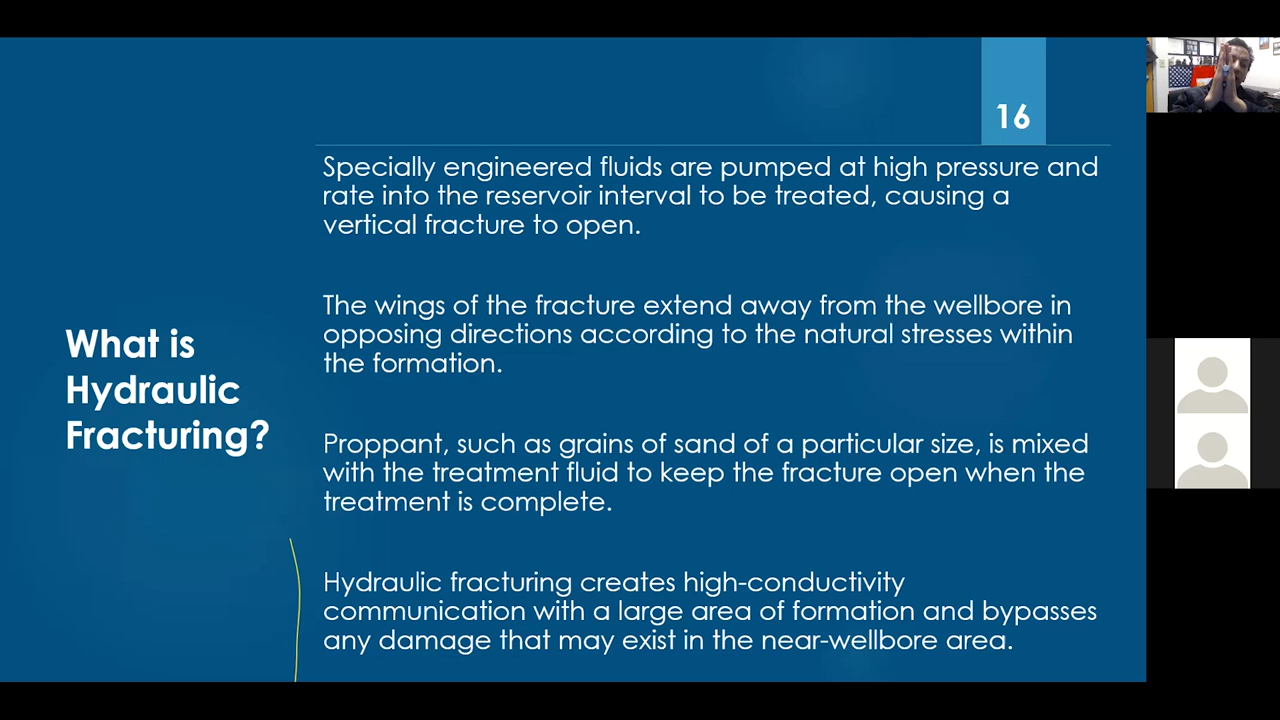 16
Specially engineered fluids are pumped at high pressure and
rate into the reservoir interval to be treated, causing a
vertical fracture to open.
The wings of the fracture extend away from the wellbore in
opposing directions according to the natural stresses within
the formation.
What is
Hydraulic
Fracturing?
Proppant, such as grains of sand of a particular size, is mixed
with the treatment fluid to keep the fracture open when the
treatment is complete.
Hydraulic fracturing creates high-conductivity
communication with a large area of formation and bypasses
any damage that may exist in the near-wellbore area.